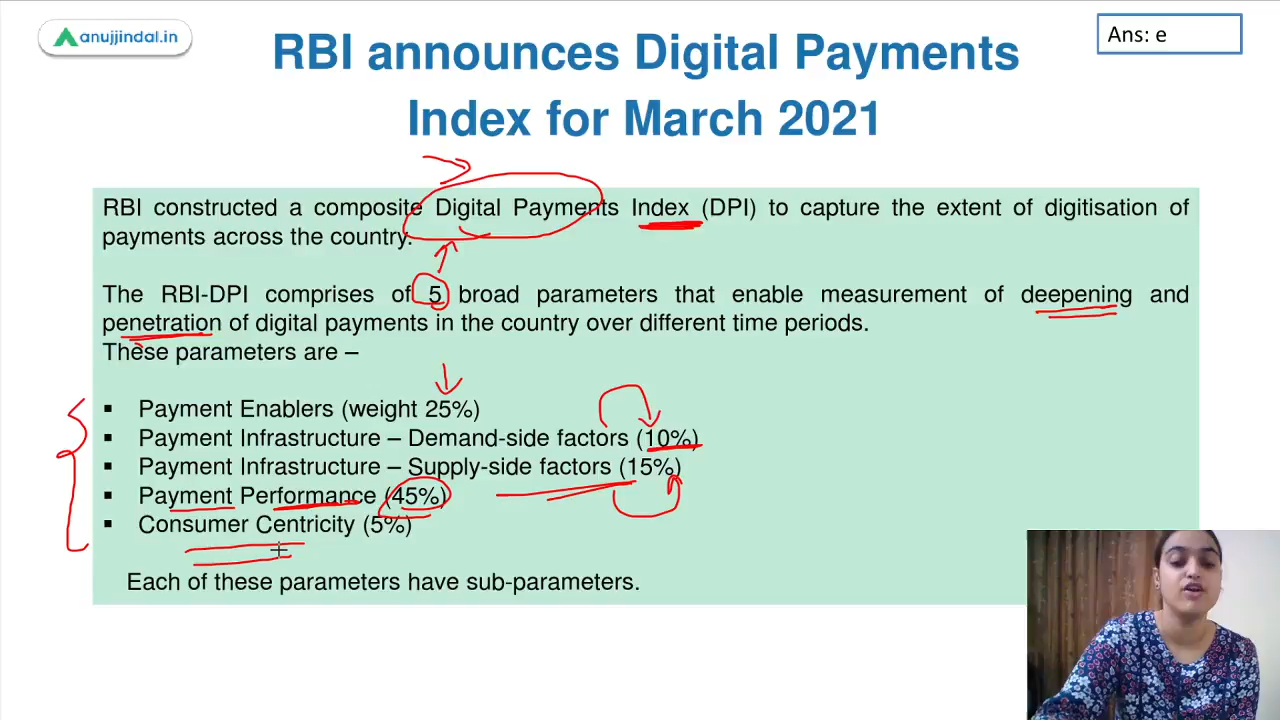 anujjindal.in
RBI announces Digital Payments
Index for March 2021
Ans: e
RBI constructed a composite Digital Payments Index (DPI) to capture the extent of digitisation of
payments across the country.
The RBI-DPI comprises of 5 broad parameters that enable measurement of deepening and
penetration of digital payments in the country over different time periods.
These parameters are –
▪ Payment Enablers (weight 25%)
▪ Payment Infrastructure – Demand-side factors (10%)
▪ Payment Infrastructure – Supply-side factors (15%)
▪ Payment Performance (45%)
▪ Consumer Centricity (5%)
Each of these parameters have sub-parameters.